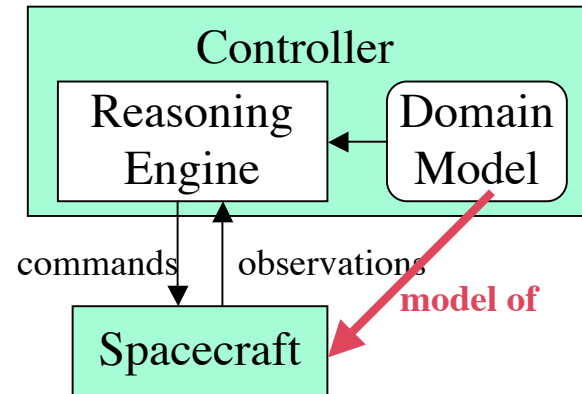 Controller
Reasoning
Engine
Domain
Model
commands
observations
model of
Spacecraft